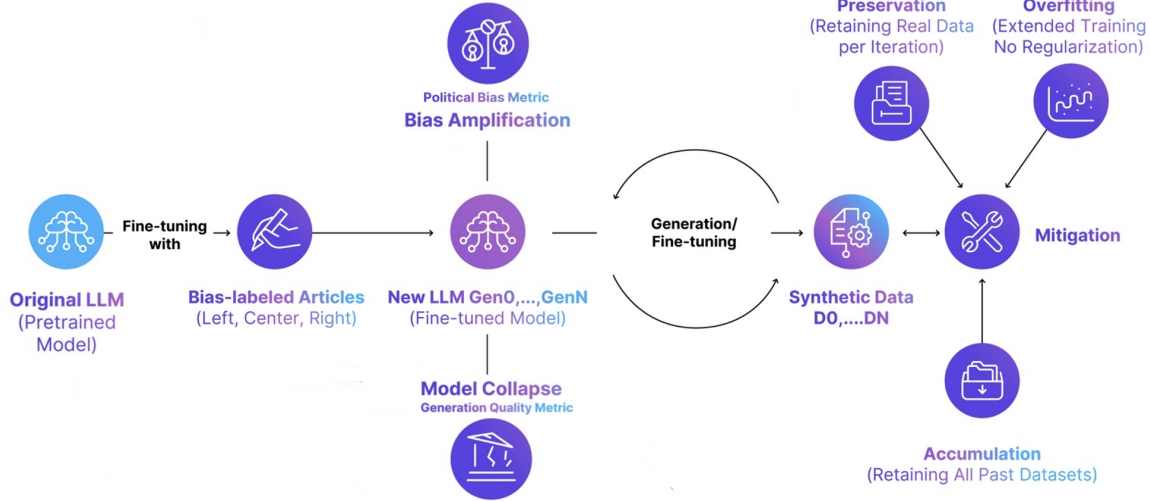 Preservation
(Retaining Real Data
per Iteration)
Overfitting
(Extended Training
No Regularization)
Political Bias Metric
Bias Amplification
Fine-tuning
with
Generation/
Fine-tuning
Mitigation
Original LLM
(Pretrained
Model)
Bias-labeled Articles
(Left, Center, Right)
New LLM Gen0,...,GenN
(Fine-tuned Model)
Synthetic Data
D0,....DN
Model Collapse
Generation Quality Metric
Accumulation
(Retaining All Past Datasets)